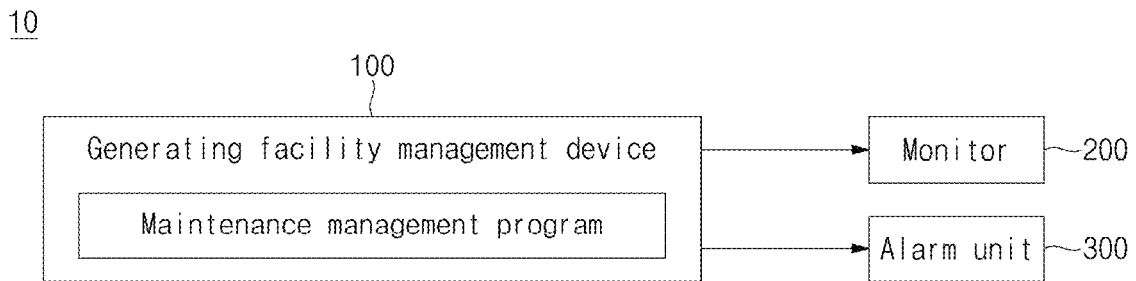 10
100
Generating facility management device
Monitor
200
Maintenance management program
Alarm unit
300